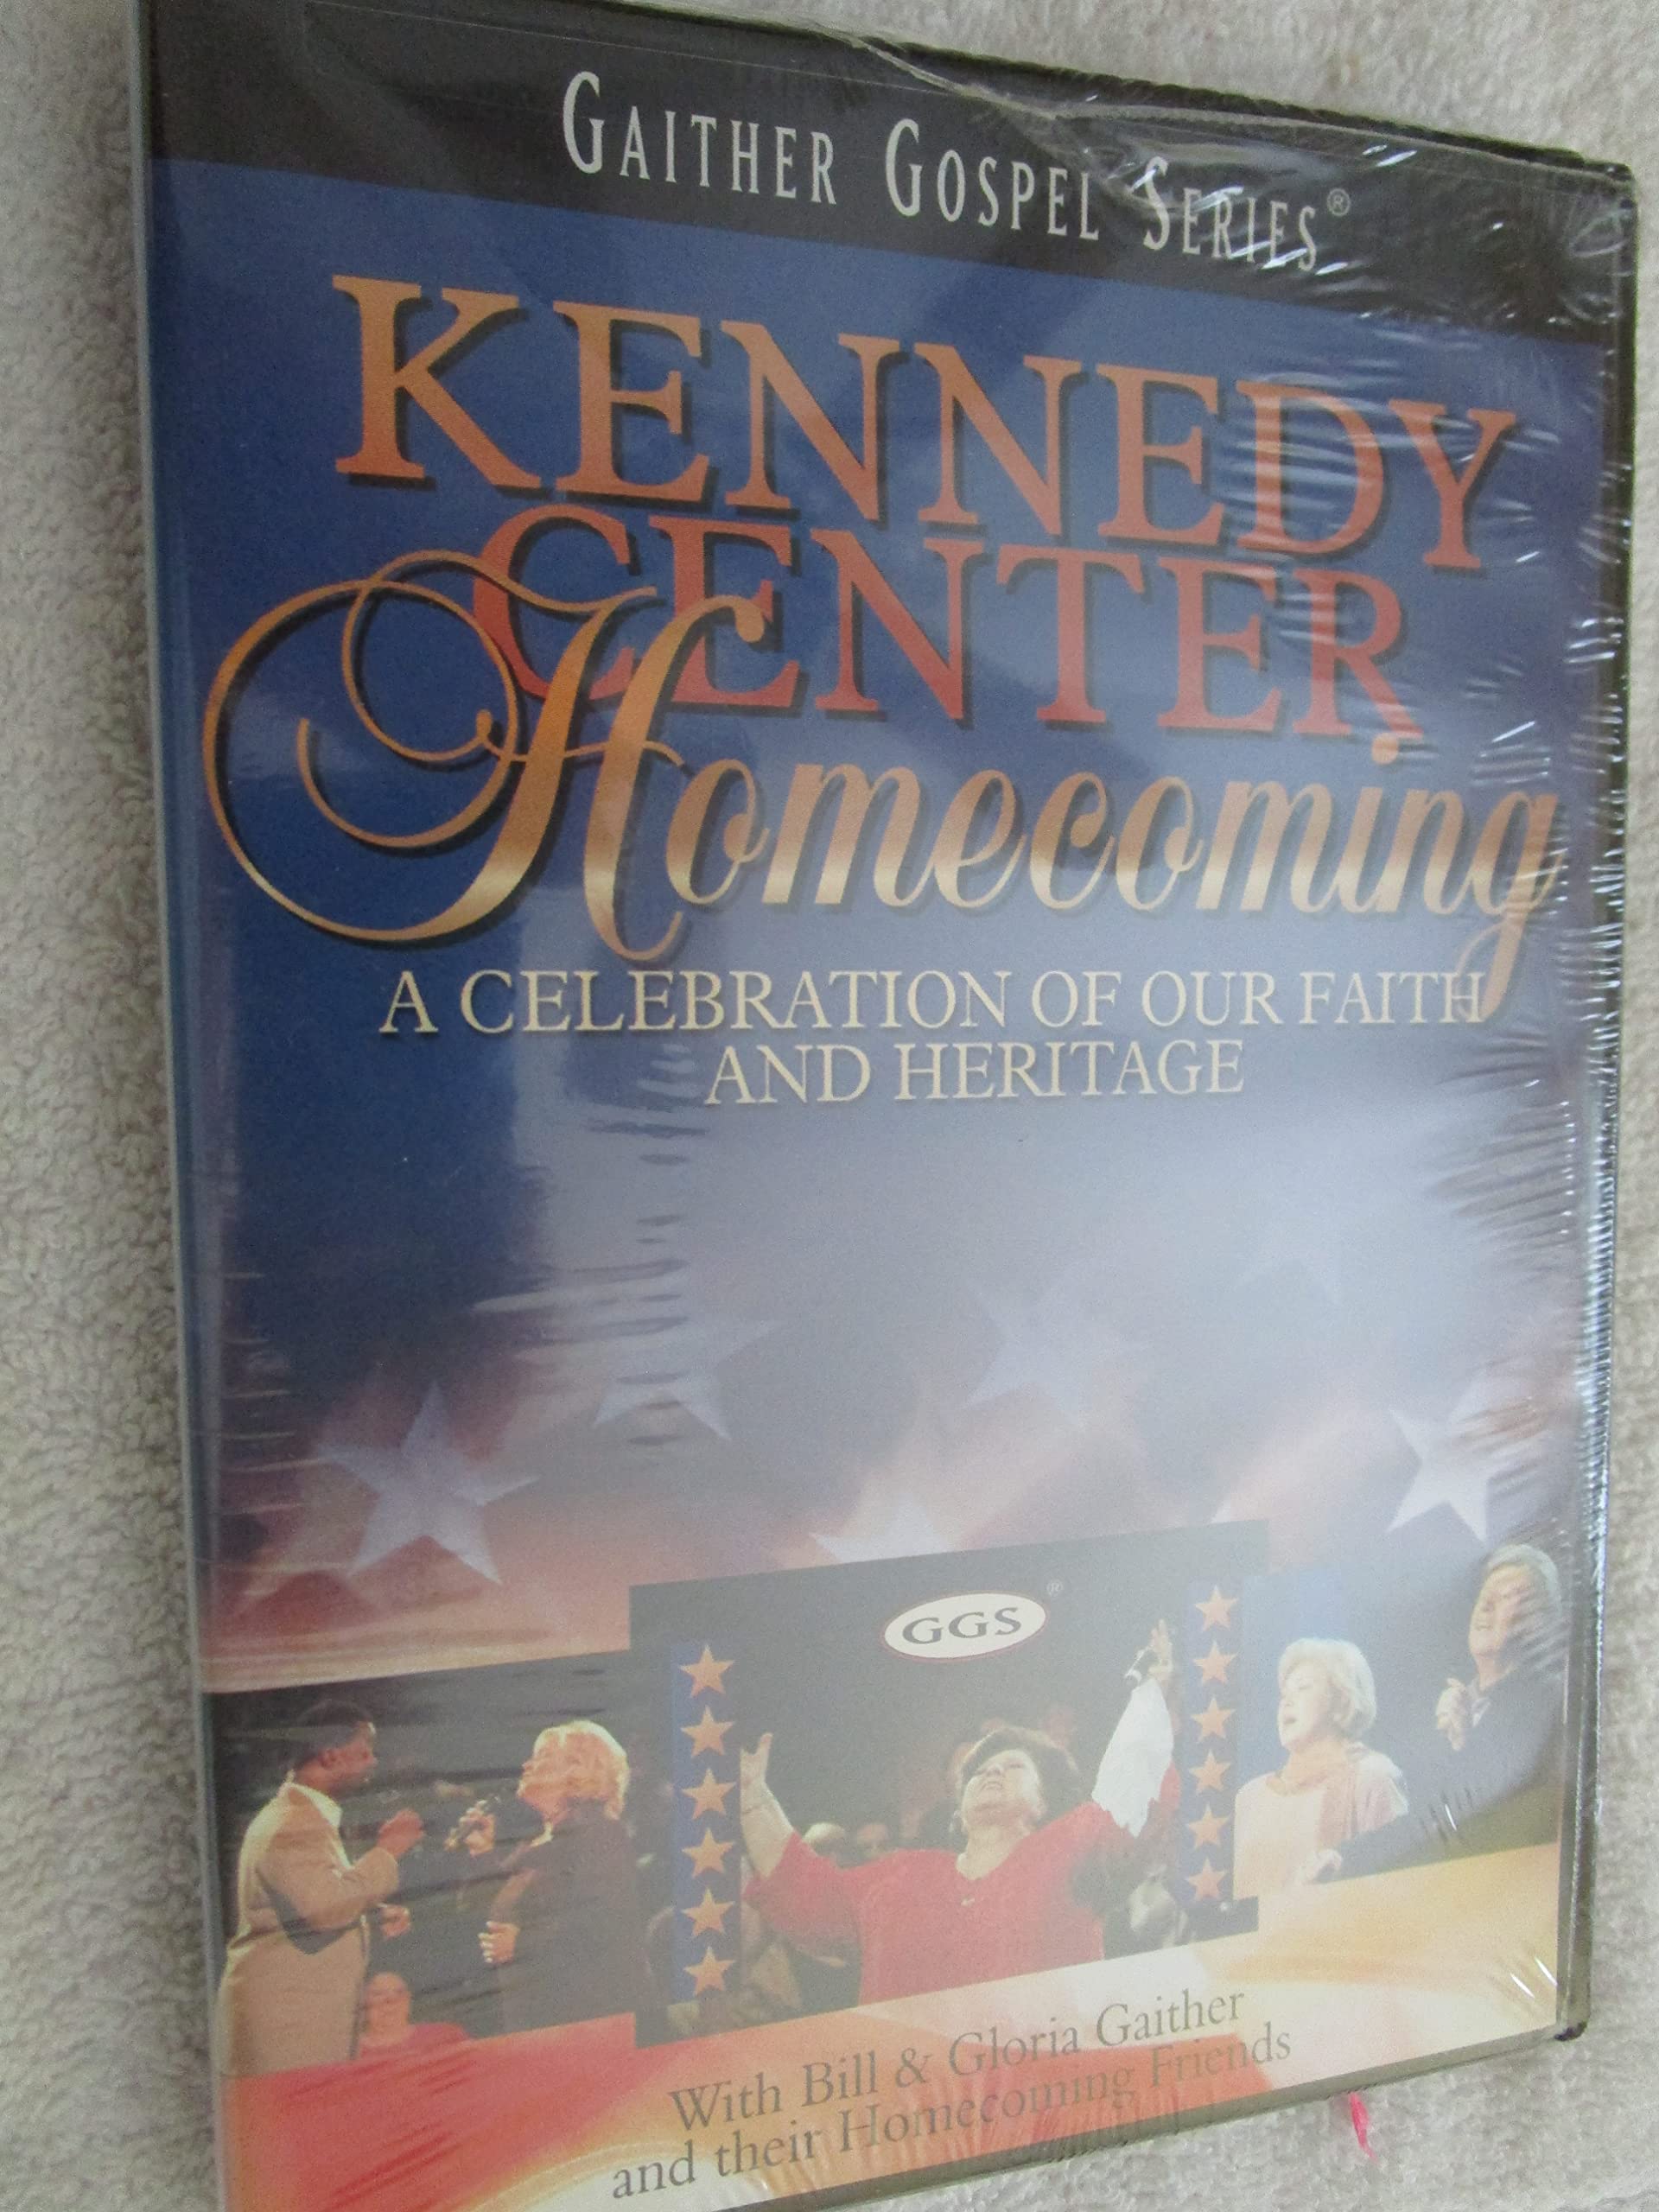 GAITHER GOSPEL SERIES®
KENNEDY
CENTER
Homecoming
A CELEBRATION OF OUR FAITH
AND HERITAGE
GGS®
With Bill & Gloria Gaither
and their Homecoming Friends